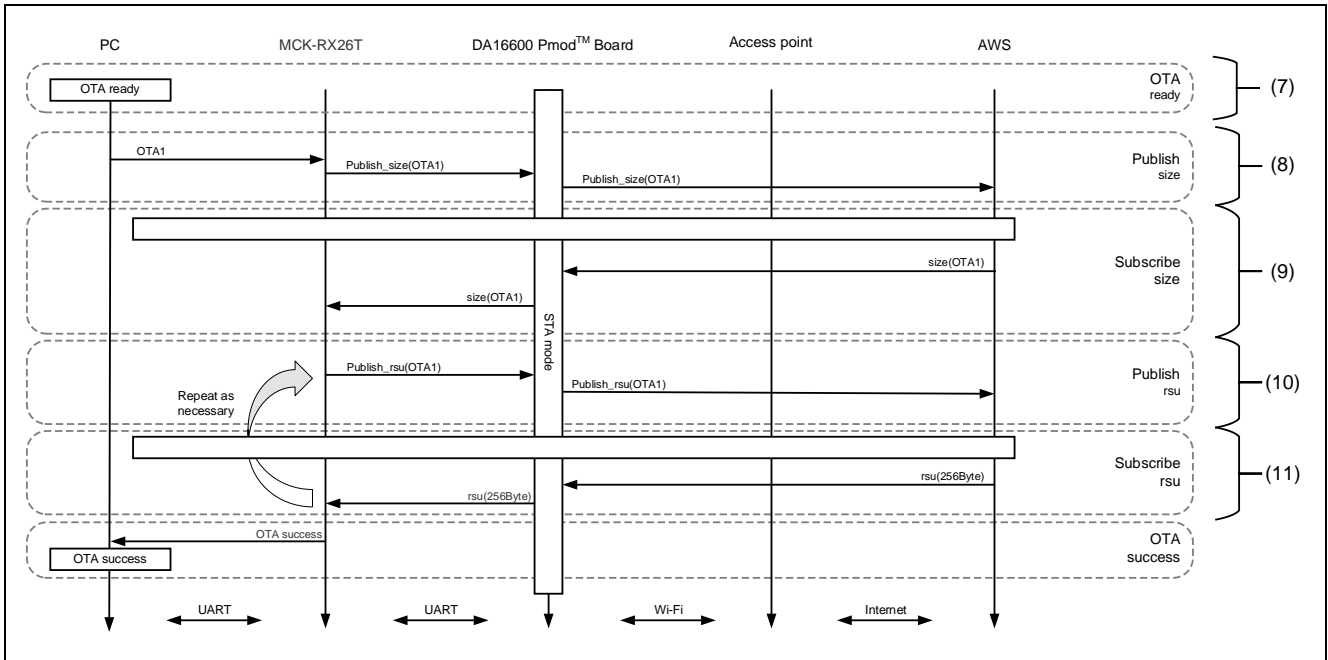 PC
MCK-RX26T
DA16600 Pmod™ Board
Access point
AWS
OTA ready
OTA
ready
(7)
OTA1
Publish_size(OTA1)
Publish_size(OTA1)
Publish
size
(8)
size(OTA1)
size(OTA1)
Subscribe
size
(9)
STA mode
Publish_rsu(OTA1)
Publish_rsu(OTA1)
Repeat as
necessary
Publish
rsu
(10)
rsu(256Byte)
rsu(256Byte)
Subscribe
rsu
(11)
OTA success
OTA success
OTA
success
UART
UART
Wi-Fi
Internet